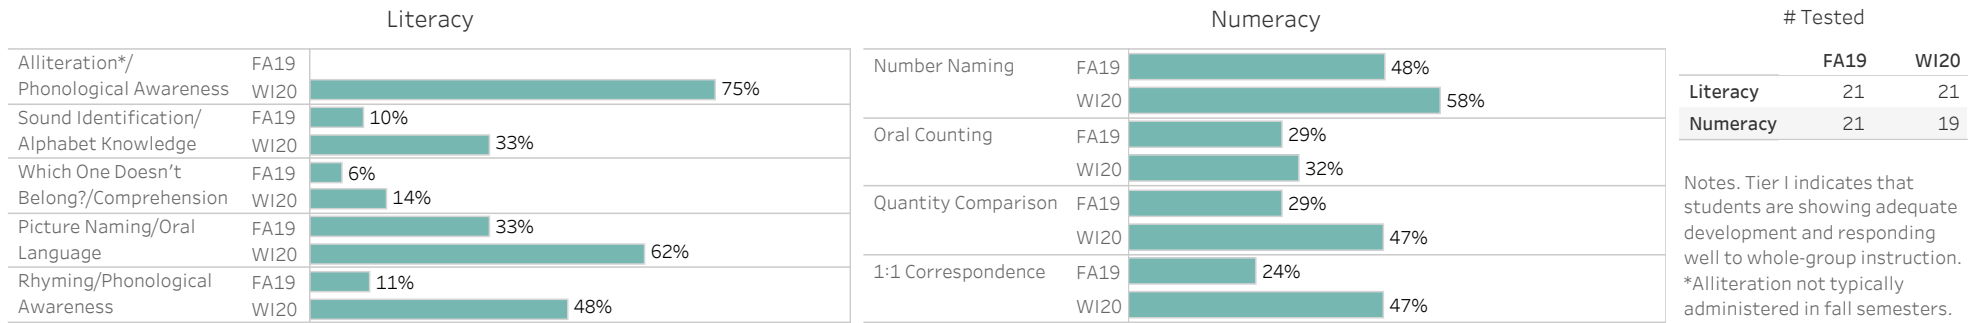 Literacy
Alliteration*/
Phonological Awareness
FA19
WI20 75%
Sound Identification/
Alphabet Knowledge
FA19 10%
WI20 33%
Which One Doesn't
Belong?/Comprehension
FA19 6%
WI20 14%
Picture Naming/Oral
Language
FA19 33%
WI20 62%
Rhyming/Phonological
Awareness
FA19 11%
WI20 48%
Numeracy
Number Naming
FA19 48%
WI20 58%
Oral Counting
FA19 29%
WI20 32%
Quantity Comparison
FA19 29%
WI20 47%
1:1 Correspondence
FA19 24%
WI20 47%
# Tested
FA19 WI20
Literacy 21 21
Numeracy 21 19
Notes. Tier I indicates that
students are showing adequate
development and responding
well to whole-group instruction.
*Alliteration not typically
administered in fall semesters.